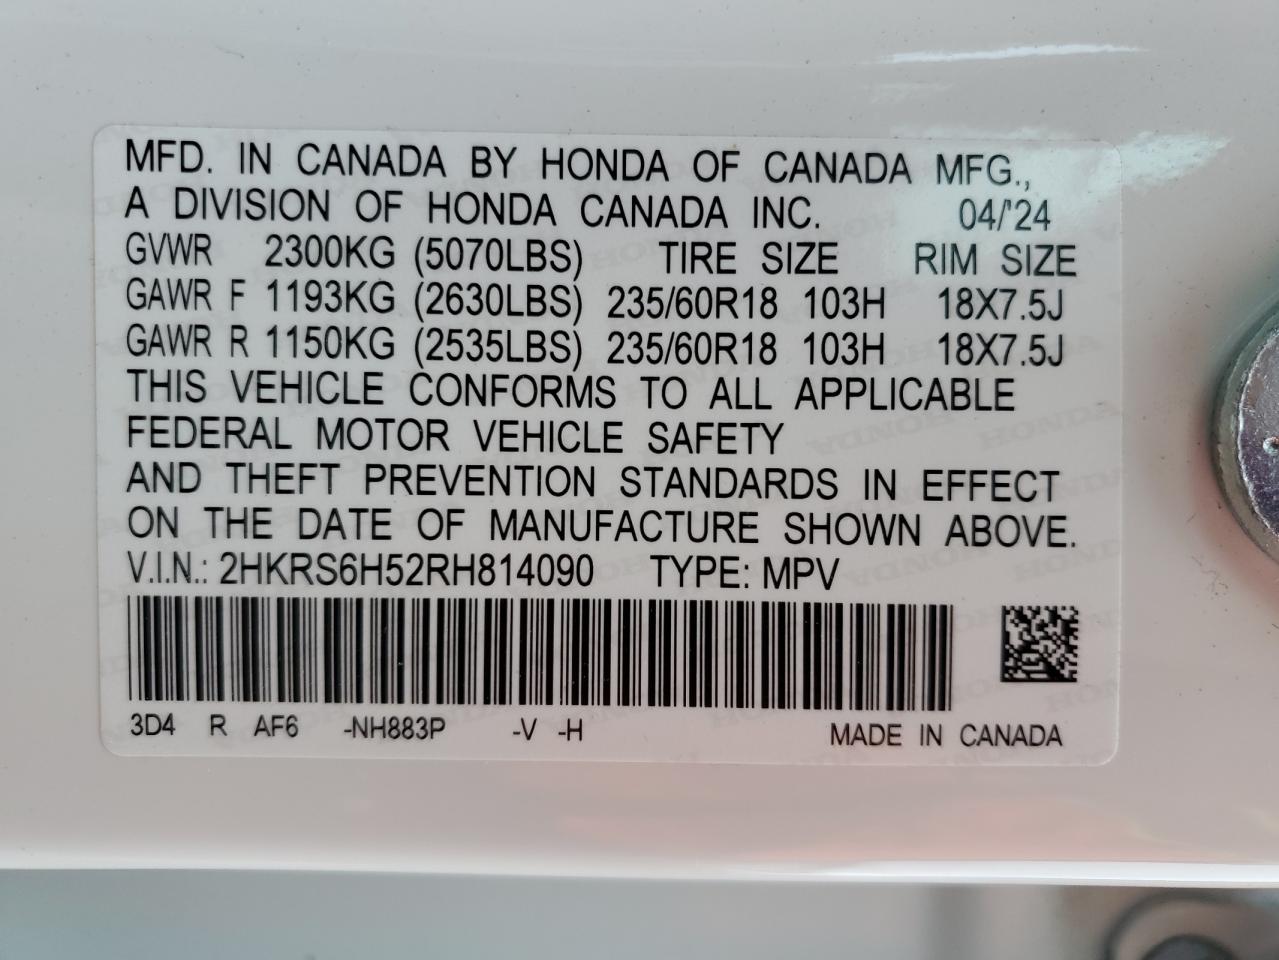 MFD. IN CANADA BY HONDA OF CANADA MFG.,
A DIVISION OF HONDA CANADA INC. 04/'24
GVWR 2300KG (5070LBS) TIRE SIZE RIM SIZE
GAWR F 1193KG (2630LBS) 235/60R18 103H 18X7.5J
GAWR R 1150KG (2535LBS) 235/60R18 103H 18X7.5J
THIS VEHICLE CONFORMS TO ALL APPLICABLE
FEDERAL MOTOR VEHICLE SAFETY
AND THEFT PREVENTION STANDARDS IN EFFECT
ON THE DATE OF MANUFACTURE SHOWN ABOVE.
V.I.N.: 2HKRS6H52RH814090 TYPE: MPV
3D4 R AF6 -NH883P -V -H MADE IN CANADA